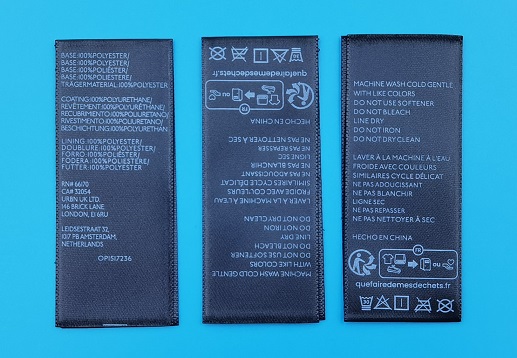 BASE:100%POLYESTER/
BASE:100%POLYESTER/
BASE:100%POLIÉSTER/
BASE:100%POLIESTERE/
TRÄGERMATERIAL:100%POLYESTER
COATING:100%POLYURETHANE/
REVÊTEMENT:100%POLYURÉTHANE/
RECUBRIMIENTO:100%POLIURETANO/
RIVESTIMENTO:100%POLIURETANO/
BESCHICHTUNG:100%POLYURETHAN
LINING:100%POLYESTER/
DOUBLURE:100%POLYESTER/
FORRO:100%POLIÉSTER/
FODERA:100%POLIESTERE/
FUTTER:100%POLYESTER
RN# 66170
CA# 32054
URBN UK LTD.
146 BRICK LANE,
LONDON, E1 6RU
LEIDSESTRAAT 32,
1017 PB AMSTERDAM,
NETHERLANDS
OP1517236
MACHINE WASH COLD GENTLE
WITH LIKE COLORS
DO NOT USE SOFTENER
DO NOT BLEACH
LINE DRY
DO NOT IRON
DO NOT DRY CLEAN
LAVER À LA MACHINE À L'EAU
FROIDE AVEC COULEURS
SIMILAIRES CYCLE DÉLICAT
NE PAS ADOUCISSANT
NE PAS BLANCHIR
LIGNE SEC
NE PAS REPASSER
NE PAS NETTOYER À SEC
HECHO EN CHINA
FR
quefairedemesdechets.fr
MACHINE WASH COLD GENTLE
WITH LIKE COLORS
DO NOT USE SOFTENER
DO NOT BLEACH
LINE DRY
DO NOT IRON
DO NOT DRY CLEAN
LAVER À LA MACHINE À L'EAU
FROIDE AVEC COULEURS
SIMILAIRES CYCLE DÉLICAT
NE PAS ADOUCISSANT
NE PAS BLANCHIR
LIGNE SEC
NE PAS REPASSER
NE PAS NETTOYER À SEC
HECHO EN CHINA
FR
OU
quefairedemesdechets.fr
30